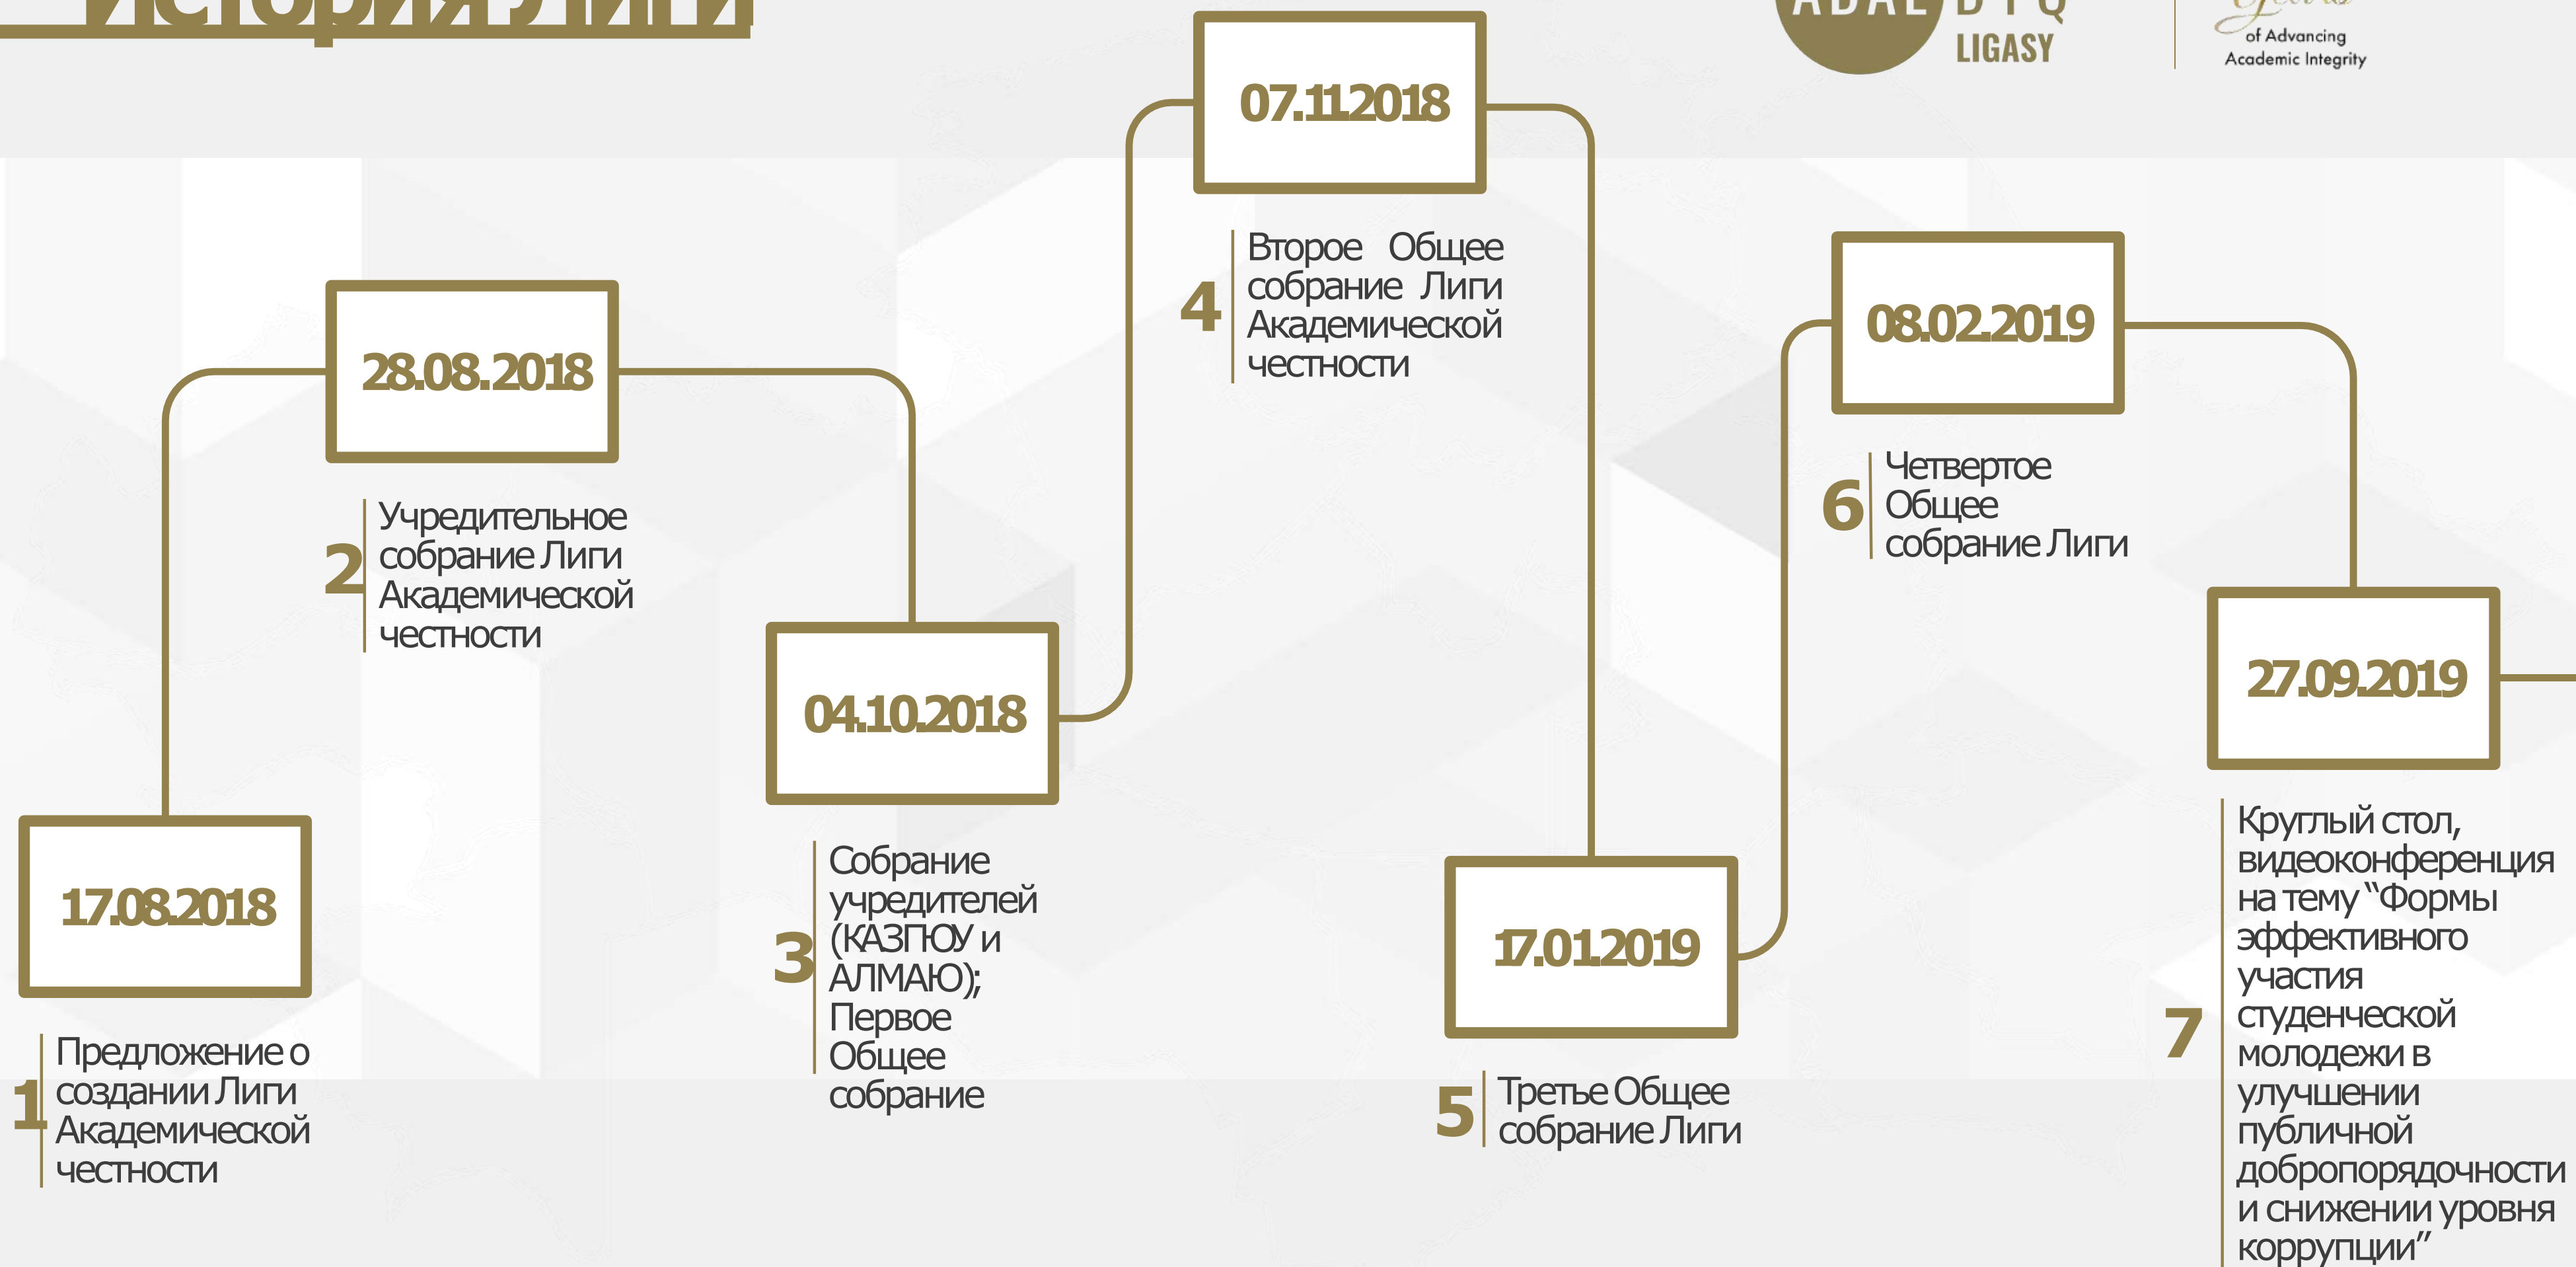 История Лиги
LIGASY
of Advancing
Academic Integrity
17.08.2018
1
Предложение о
создании Лиги
Академической
честности
28.08.2018
2
Учредительное
собрание Лиги
Академической
честности
04.10.2018
3
Собрание
учредителей
(КАЗГЮУ и
АЛМАЮ);
Первое
Общее
собрание
07.11.2018
4
Второе Общее
собрание Лиги
Академической
честности
17.01.2019
5
Третье Общее
собрание Лиги
08.02.2019
6
Четвертое
Общее
собрание Лиги
27.09.2019
7
Круглый стол,
видеоконференция
на тему “Формы
эффективного
участия
студенческой
молодежи в
улучшении
публичной
добропорядочности
и снижении уровня
коррупции”